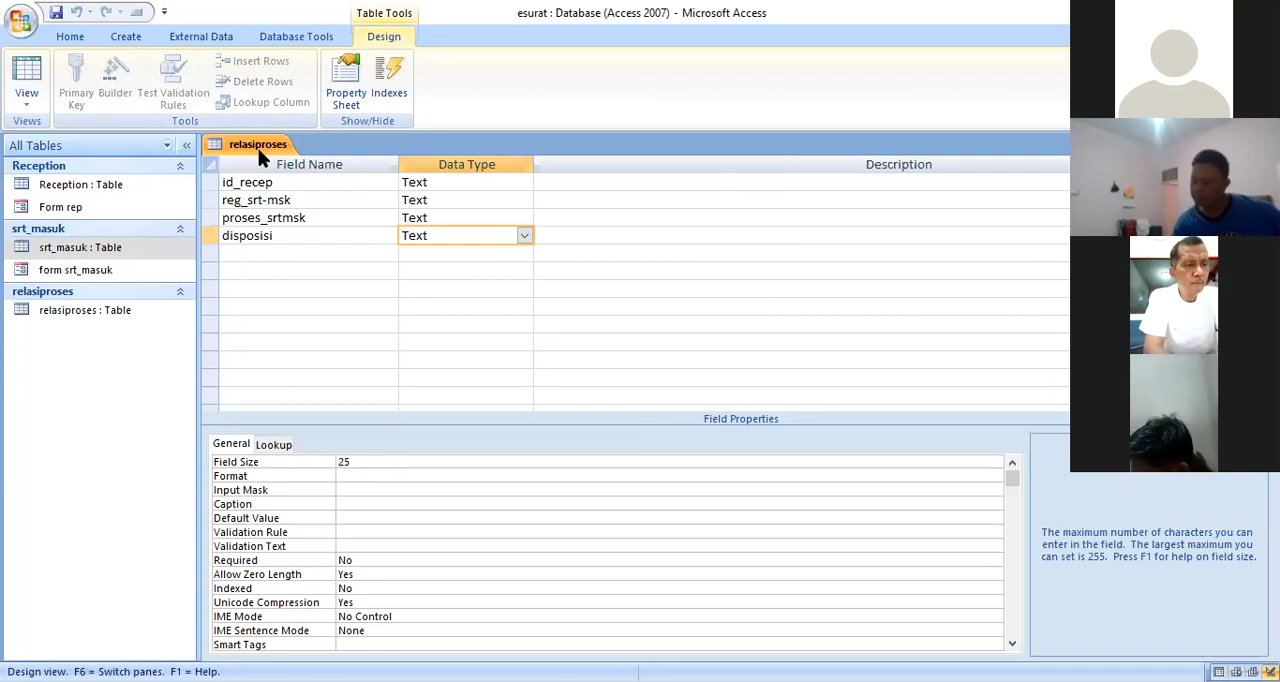 Table Tools
esurat : Database (Access 2007) - Microsoft Access
Home
Create
External Data
Database Tools
Design
View
Primary Key
Builder
Test Validation Rules
Insert Rows
Delete Rows
Lookup Column
Property Sheet
Indexes
Views
Tools
Show/Hide
All Tables
Reception
Reception : Table
Form rep
srt_masuk
srt_masuk : Table
form srt_masuk
relasiproses
relasiproses : Table
relasiproses
Field Name
Data Type
Description
id_recep
Text
reg_srt-msk
Text
proses_srtmsk
Text
disposisi
Text
Field Properties
General
Lookup
Field Size
25
Format
Input Mask
Caption
Default Value
Validation Rule
Validation Text
Required
No
Allow Zero Length
Yes
Indexed
No
Unicode Compression
Yes
IME Mode
No Control
IME Sentence Mode
None
Smart Tags
The maximum number of characters you
can enter in the field. The largest maximum you
can set is 255. Press F1 for help on field size.
Design view. F6 = Switch panes. F1 = Help.